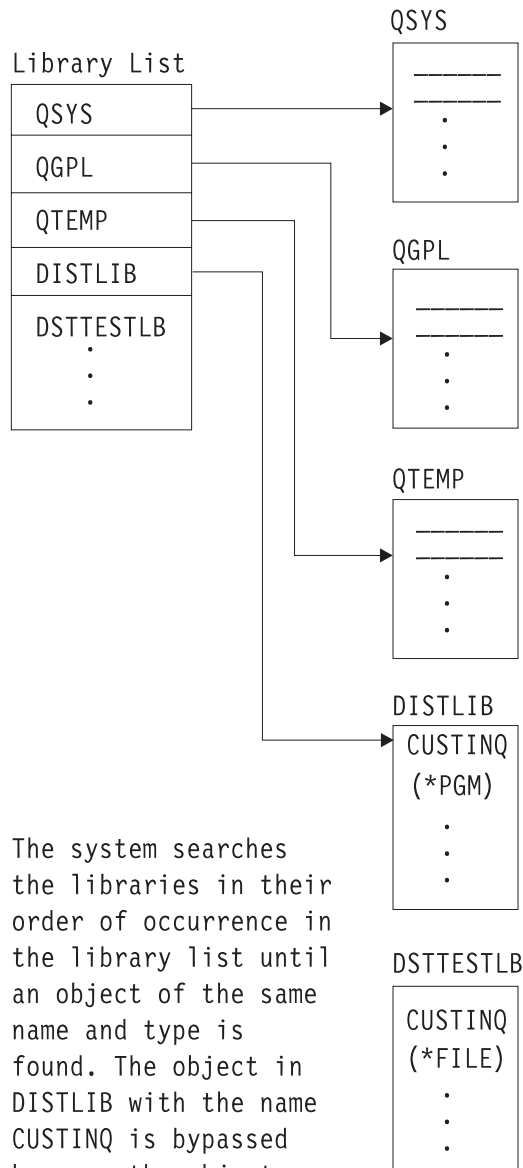 Library List
QSYS
QGPL
QTEMP
DISTLIB
DSTTESTLB
QSYS
QGPL
QTEMP
DISTLIB
CUSTINQ
(*PGM)
DSTTESTLB
CUSTINQ
(*FILE)
The system searches
the libraries in their
order of occurrence in
the library list until
an object of the same
name and type is
found. The object in
DISTLIB with the name
CUSTINQ is bypassed